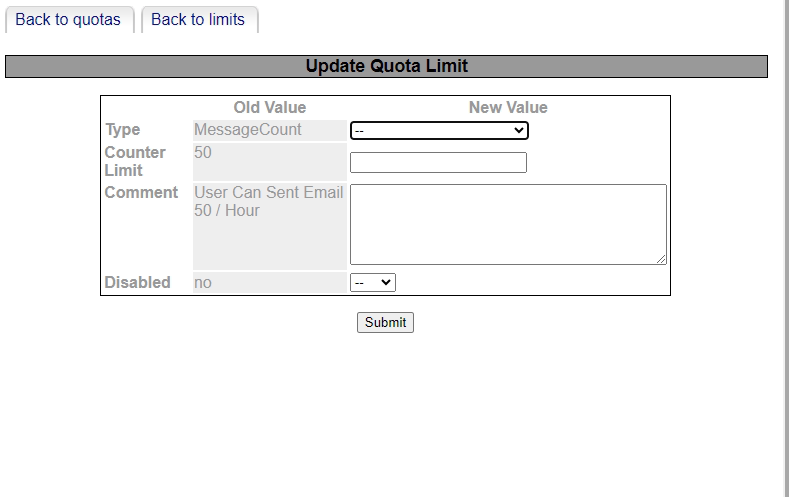 Back to quotas Back to limits
Update Quota Limit
Old Value New Value
Type MessageCount --
Counter Limit 50
Comment User Can Sent Email 50 / Hour
Disabled no --
Submit